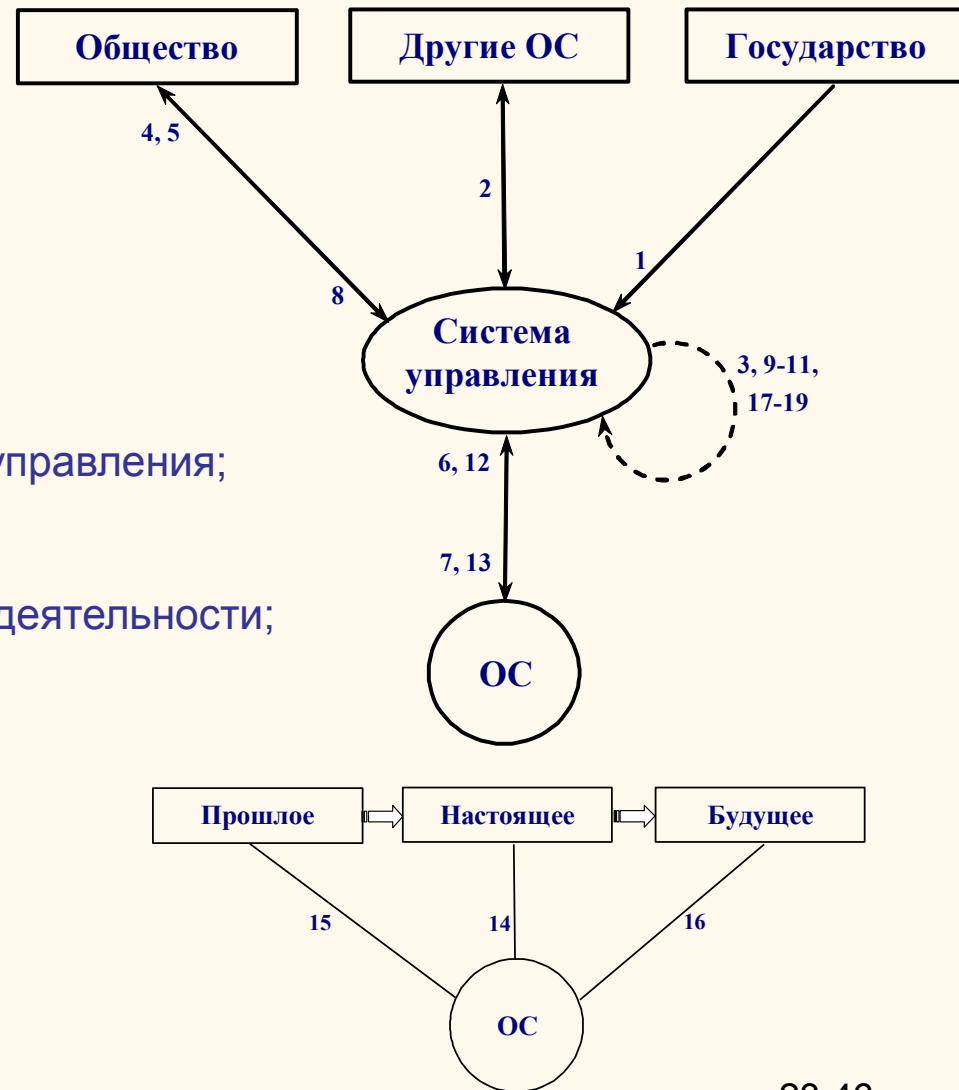 Общество
Другие ОС
Государство
4, 5
2
1
8
Система
управления
3, 9-11,
17-19
управления;
6, 12
7, 13
деятельности;
ОС
Прошлое
Настоящее
Будущее
15
14
16
ОС